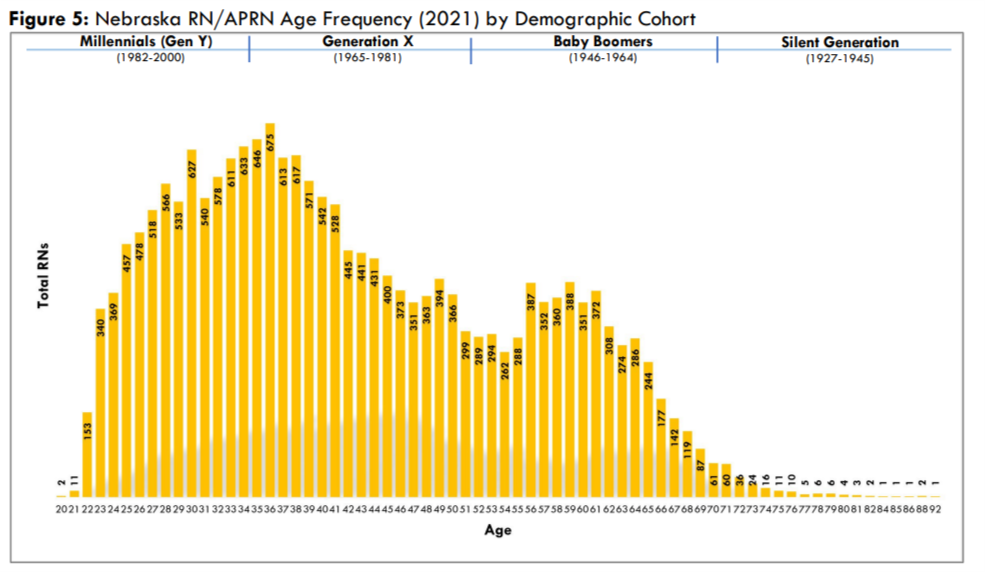 Figure 5: Nebraska RN/APRN Age Frequency (2021) by Demographic Cohort
Millennials (Gen Y) Generation X Baby Boomers Silent Generation
(1982-2000) (1965-1981) (1946-1964) (1927-1945)
Total RNs
2 11 153 340 369 457 478 518 566 533 627 540 578 611 633 646 675 613 617 571 542 528 445 441 431 400 373 351 363 394 366 299 289 294 262 288 387 352 360 388 351 372 308 274 286 244 177 142 119 87 61 60 36 24 16 11 10 5 6 6 4 3 2 1 1 1 2 1
20 21 22 23 24 25 26 27 28 29 30 31 32 33 34 35 36 37 38 39 40 41 42 43 44 45 46 47 48 49 50 51 52 53 54 55 56 57 58 59 60 61 62 63 64 65 66 67 68 69 70 71 72 73 74 75 76 77 78 79 80 81 82 84 85 86 88 92
Age